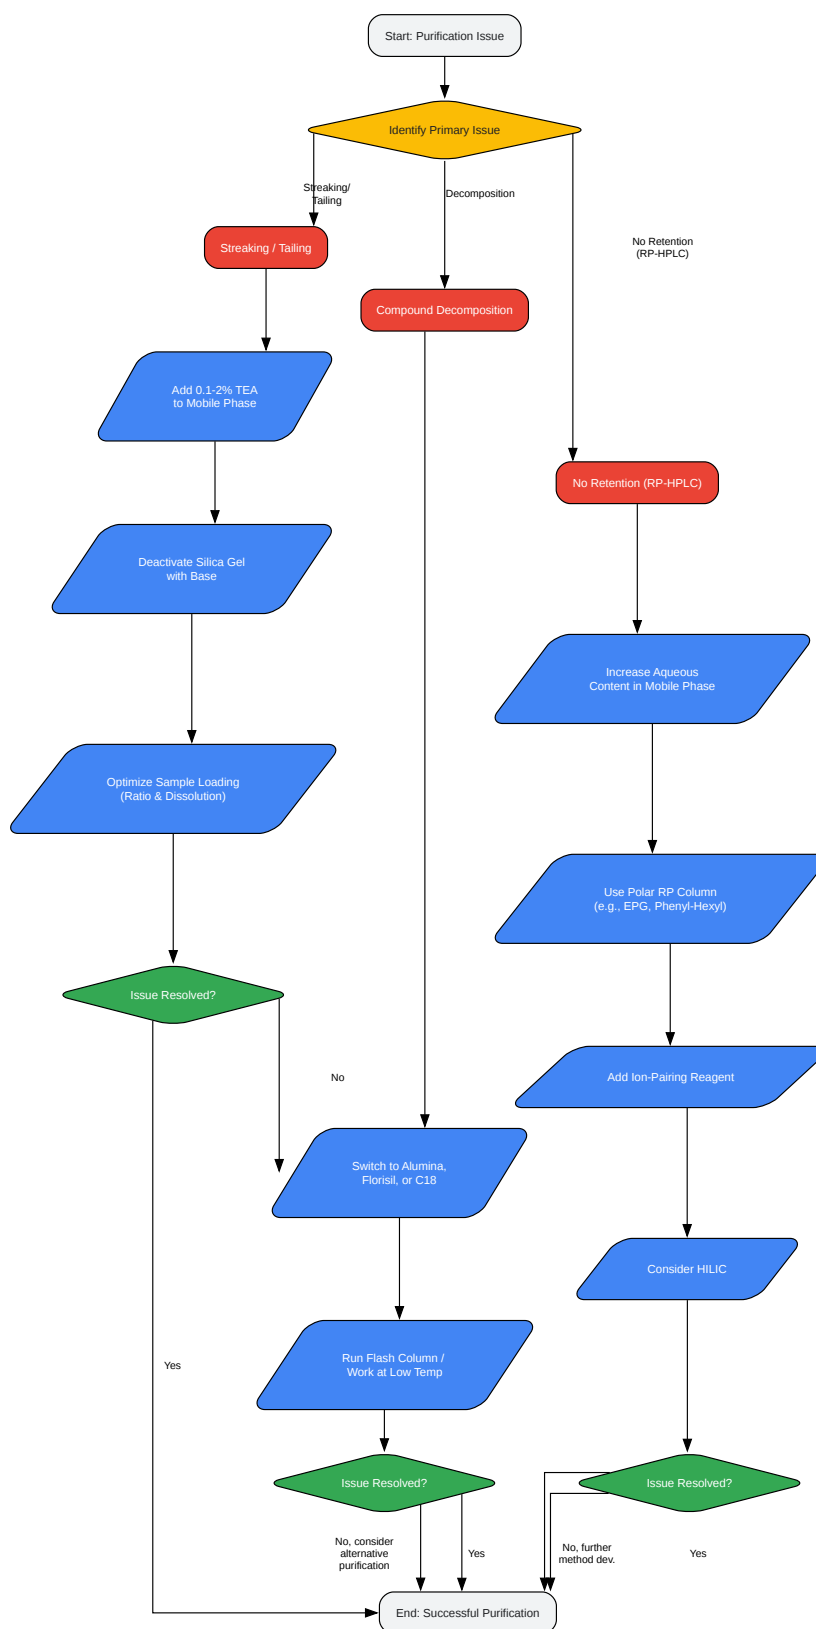 Start: Purification Issue
Identify Primary Issue
Streaking/
Tailing
Decomposition
No Retention
(RP-HPLC)
Streaking / Tailing
Compound Decomposition
Add 0.1-2% TEA
to Mobile Phase
No Retention (RP-HPLC)
Deactivate Silica Gel
with Base
Increase Aqueous
Content in Mobile Phase
Optimize Sample Loading
(Ratio & Dissolution)
Use Polar RP Column
(e.g., EPG, Phenyl-Hexyl)
Issue Resolved?
No
Add Ion-Pairing Reagent
Switch to Alumina,
Florisil, or C18
Consider HILIC
Yes
Run Flash Column /
Work at Low Temp
Issue Resolved?
Issue Resolved?
No, consider
alternative
purification
Yes
No, further
method dev.
Yes
End: Successful Purification